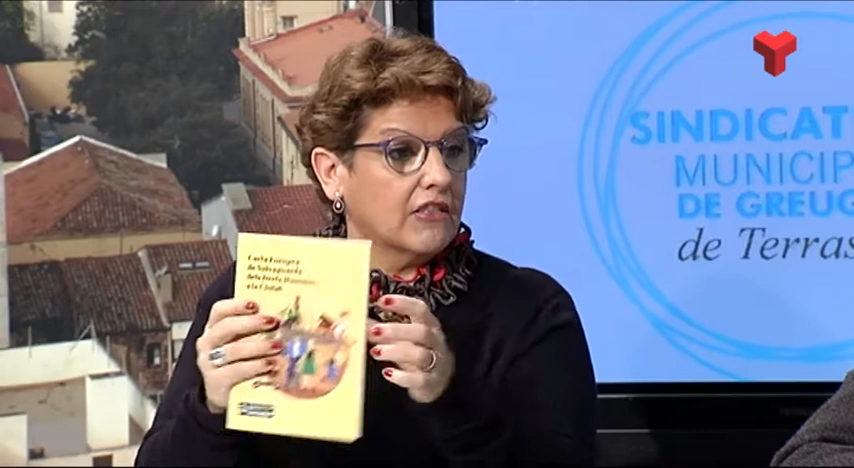 SINDICAT
MUNICIP
DE GREUG
de Terras
Carta Europea
de Salvaguarda
dels Drets Humans
a la Ciutat